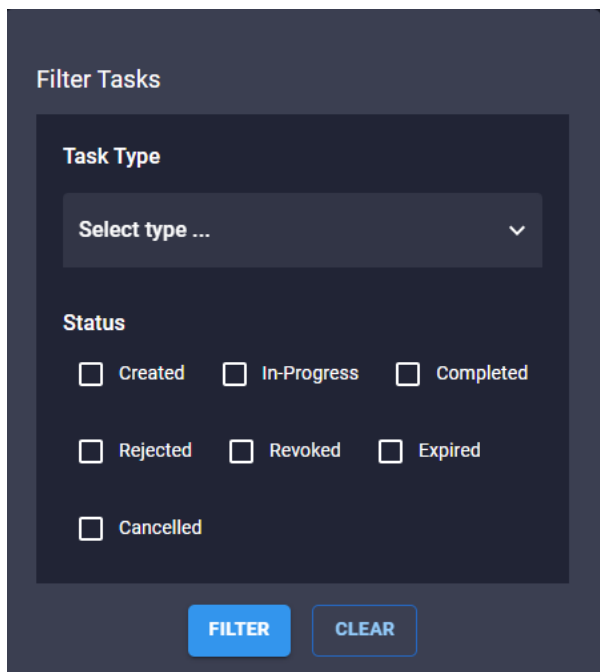 Filter Tasks
Task Type
Select type ...
Status
Created In-Progress Completed
Rejected Revoked Expired
Cancelled
FILTER CLEAR